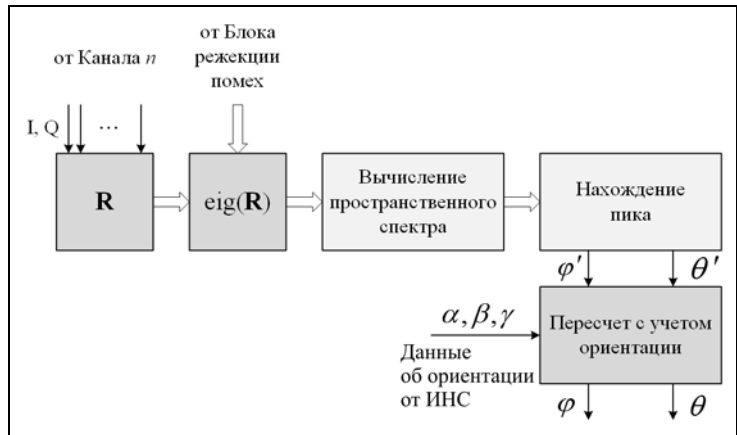 от Канала n
от Блока
режекции
помех
I, Q
...
R
eig(R)
Вычисление
пространственного
спектра
Нахождение
пика
φ'
θ'
α, β, γ
Данные
об ориентации
от ИНС
Пересчет с учетом
ориентации
φ
θ